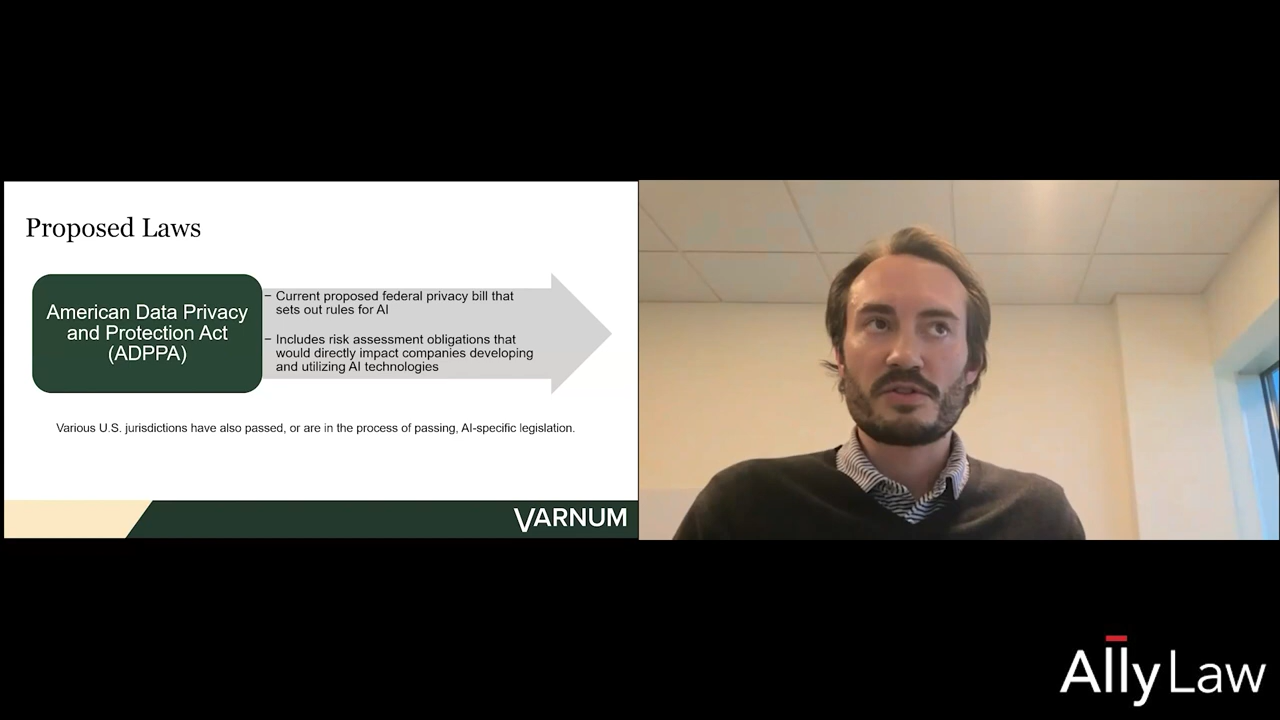 Proposed Laws
American Data Privacy
and Protection Act
(ADPPA)
– Current proposed federal privacy bill that
sets out rules for AI
– Includes risk assessment obligations that
would directly impact companies developing
and utilizing AI technologies
Various U.S. jurisdictions have also passed, or are in the process of passing, AI-specific legislation.
VARNUM
Ally Law